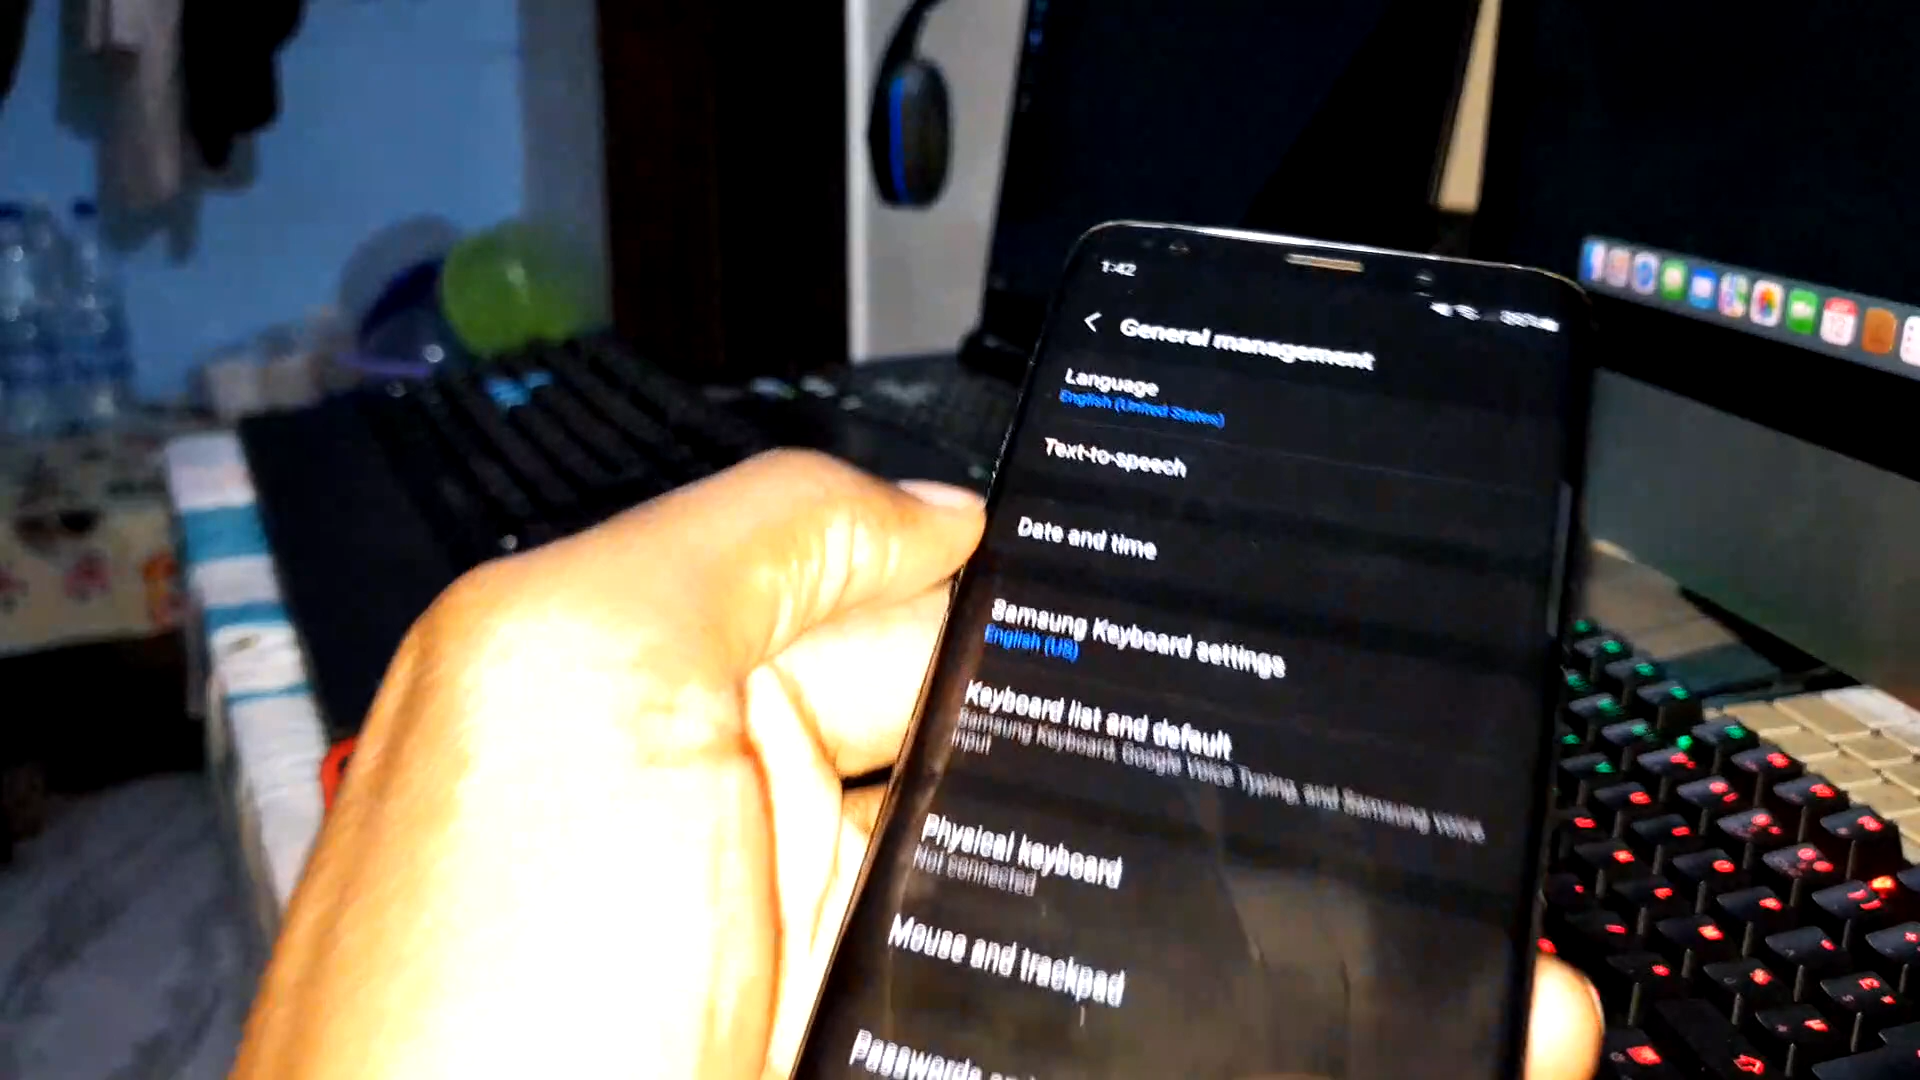 1:42
General management
Language
English (United States)
Text-to-speech
Date and time
Samsung Keyboard settings
English (US)
Keyboard list and default
Samsung Keyboard, Google Voice Typing, and Samsung voice
input
Physical keyboard
Not connected
Mouse and trackpad
Passwords